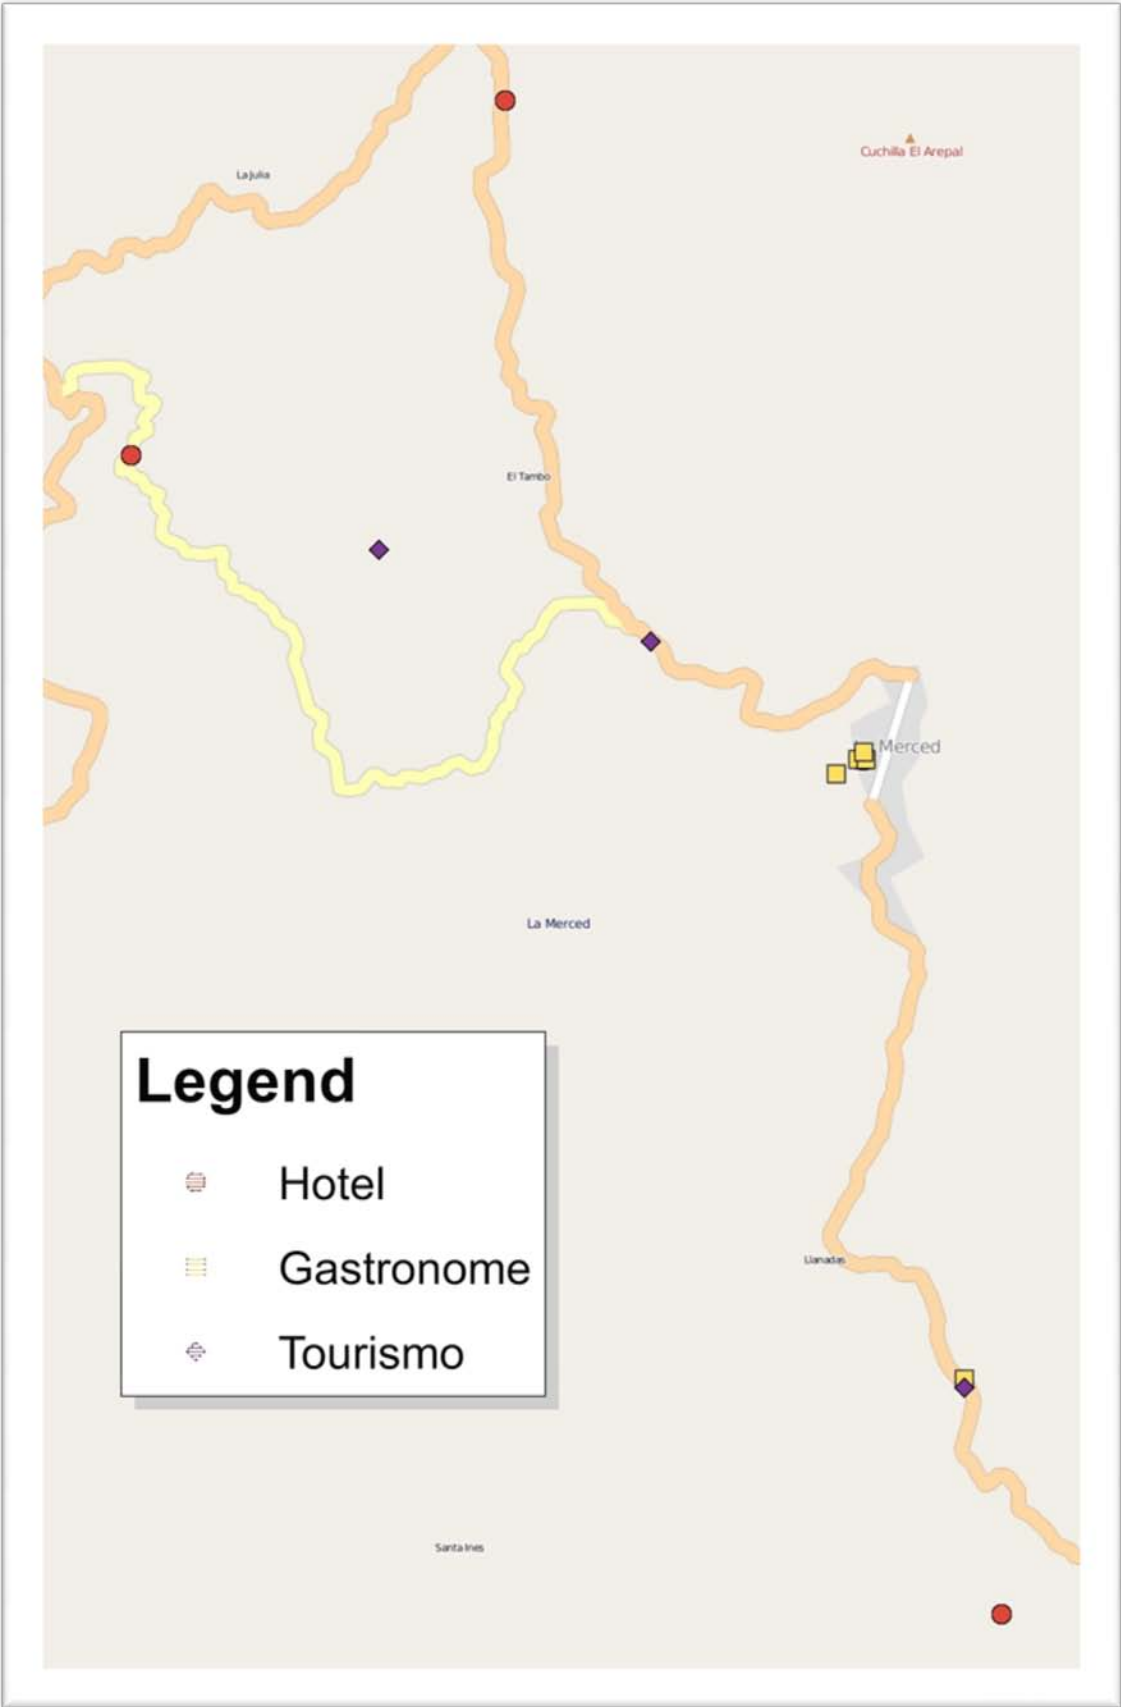 Cuchilla El Arepal
La Julia
El Tambo
Merced
La Merced
Legend
Hotel
Gastronome
Tourismo
Llanadas
Santa Ines